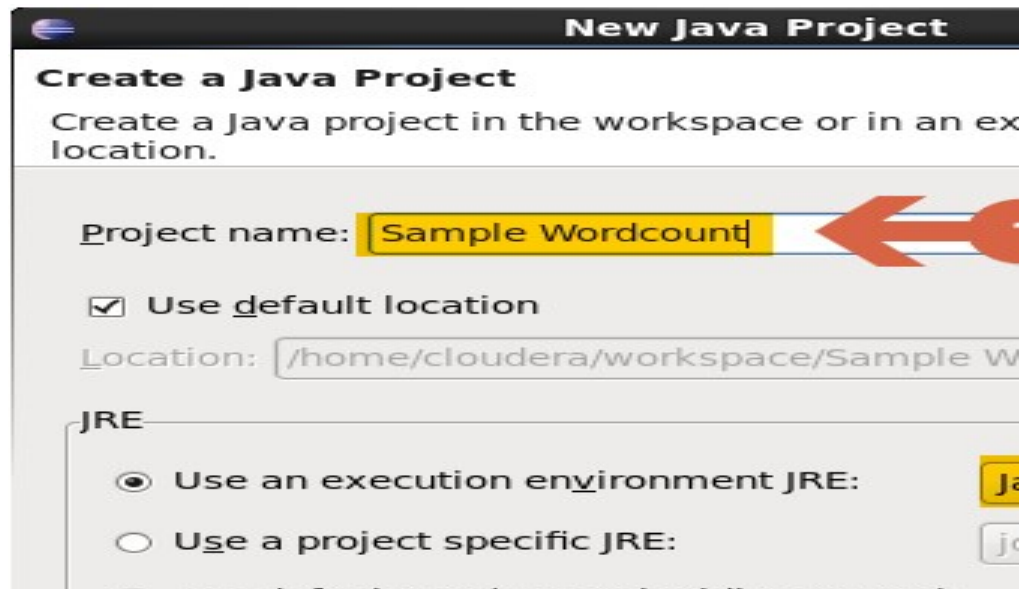 New Java Project
Create a Java Project
Create a Java project in the workspace or in an
location.
Project name: Sample Wordcount
Use default location
Location: /home/cloudera/workspace/Sample
JRE
Use an execution environment JRE:
Use a project specific JRE: